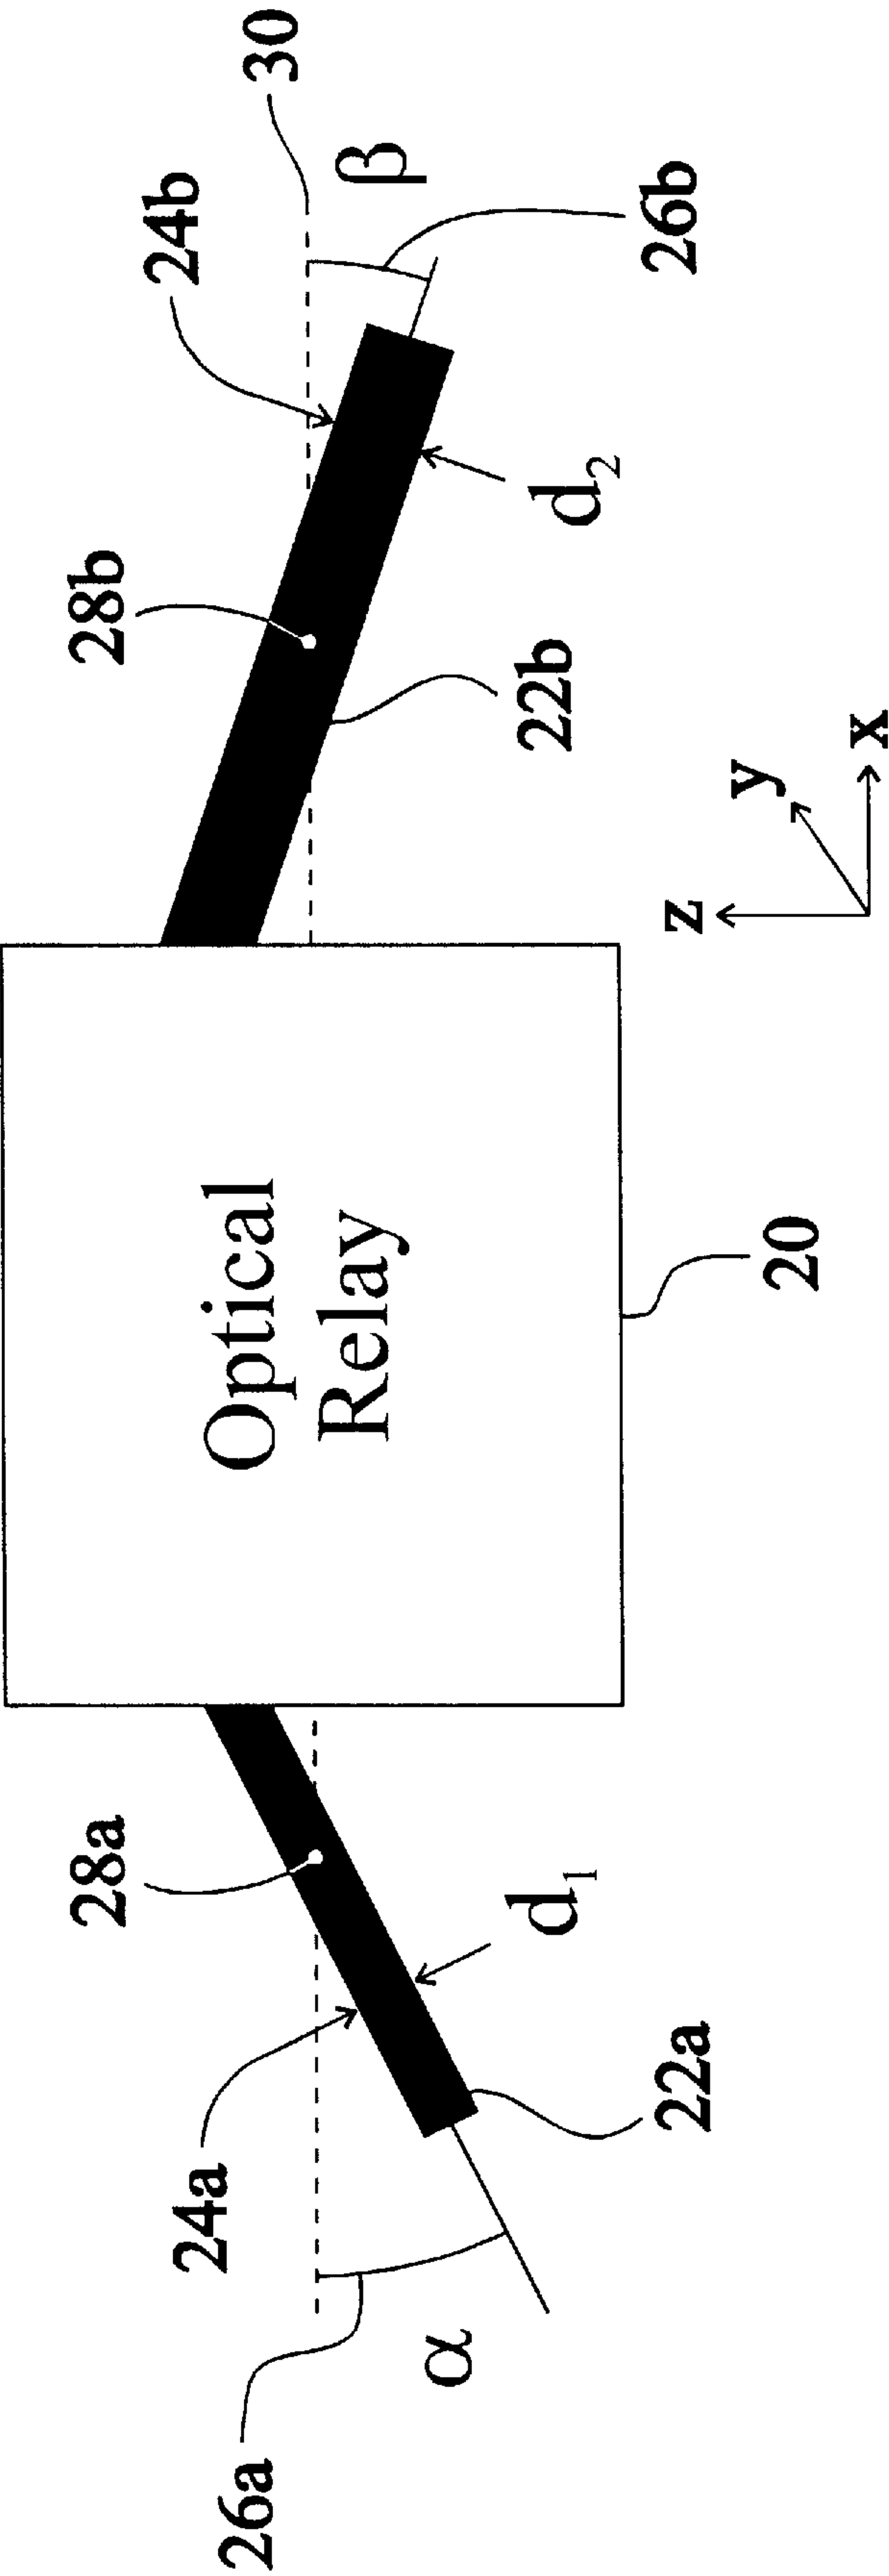 30
β
24b
26b
28b
d₂
22b
y
x
z
Optical
Relay
20
28a
d₁
24a
22a
α
26a